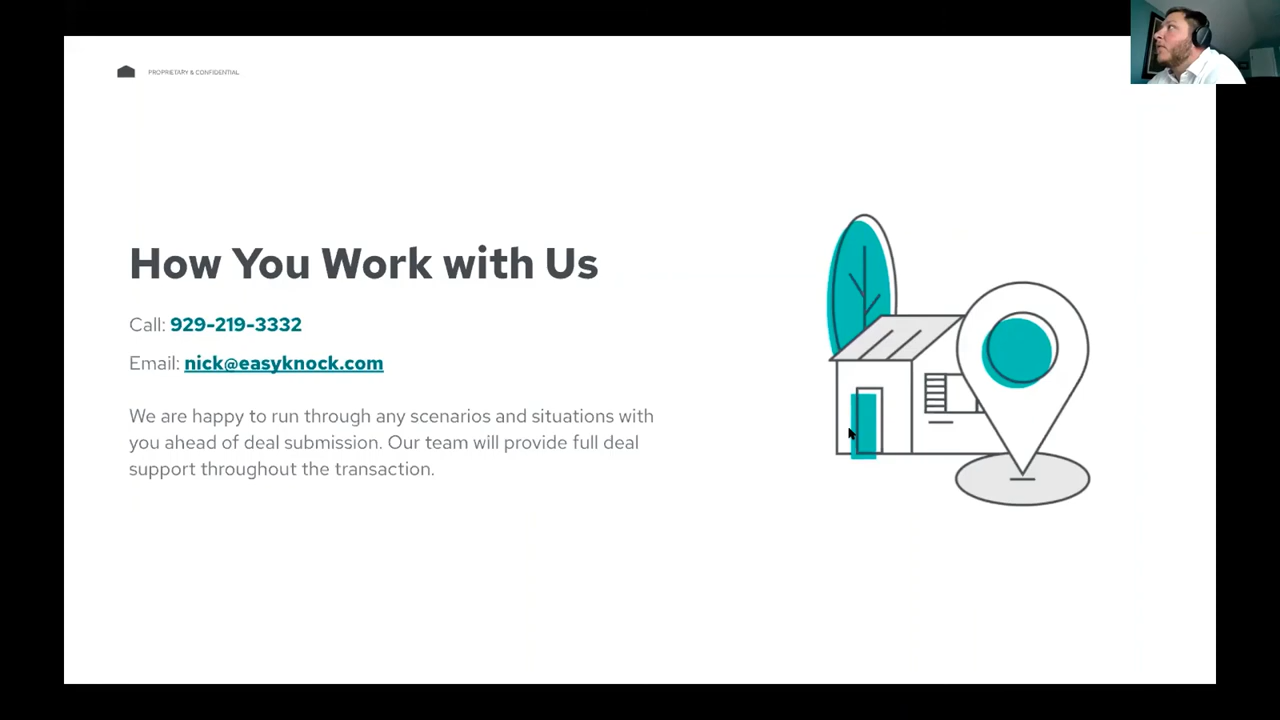 PROPRIETARY & CONFIDENTIAL
How You Work with Us
Call: 929-219-3332
Email: nick@easyknock.com
We are happy to run through any scenarios and situations with
you ahead of deal submission. Our team will provide full deal
support throughout the transaction.